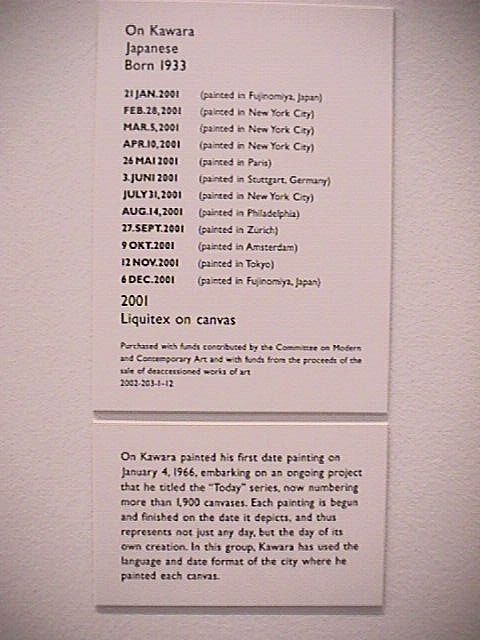 On Kawara
Japanese
Born 1933
21 JAN.2001 (painted in Fujinomiya, Japan)
FEB.28,2001 (painted in New York City)
MAR.5,2001 (painted in New York City)
APR.10,2001 (painted in New York City)
26 MAI 2001 (painted in Paris)
3.JUNI 2001 (painted in Stuttgart, Germany)
JULY 31,2001 (painted in New York City)
AUG.14,2001 (painted in Philadelphia)
27.SEPT.2001 (painted in Zurich)
9 OKT.2001 (painted in Amsterdam)
12 NOV.2001 (painted in Tokyo)
6 DEC.2001 (painted in Fujinomiya, Japan)
2001
Liquitex on canvas
Purchased with funds contributed by the Committee on Modern
and Contemporary Art and with funds from the proceeds of the
sale of deaccessioned works of art
2002-203-1-12
On Kawara painted his first date painting on
January 4, 1966, embarking on an ongoing project
that he titled the "Today" series, now numbering
more than 1,900 canvases. Each painting is begun
and finished on the date it depicts, and thus
represents not just any day, but the day of its
own creation. In this group, Kawara has used the
language and date format of the city where he
painted each canvas.